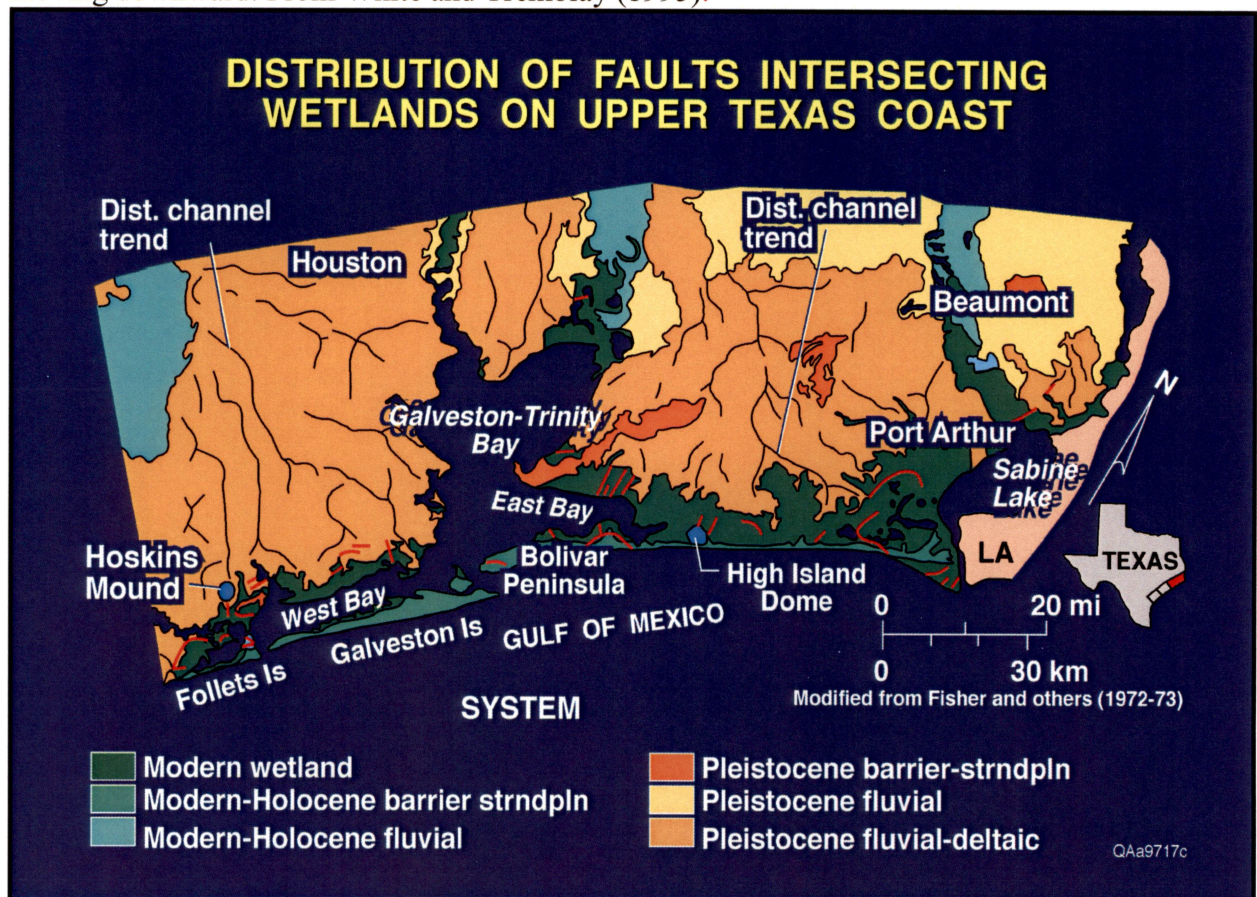 DISTRIBUTION OF FAULTS INTERSECTING
WETLANDS ON UPPER TEXAS COAST
Dist. channel
trend
Houston
Dist. channel
trend
Beaumont
N
Galveston-Trinity
Bay
Port Arthur
Sabine
Lake
East Bay
Hoskins
Mound
West Bay
Bolivar
Peninsula
High Island
Dome
LA
TEXAS
Galveston Is
GULF OF MEXICO
Follets Is
0 20 mi
0 30 km
Modified from Fisher and others (1972-73)
SYSTEM
Modern wetland
Modern-Holocene barrier strndpln
Modern-Holocene fluvial
Pleistocene barrier-strndpln
Pleistocene fluvial
Pleistocene fluvial-deltaic
QAa9717c